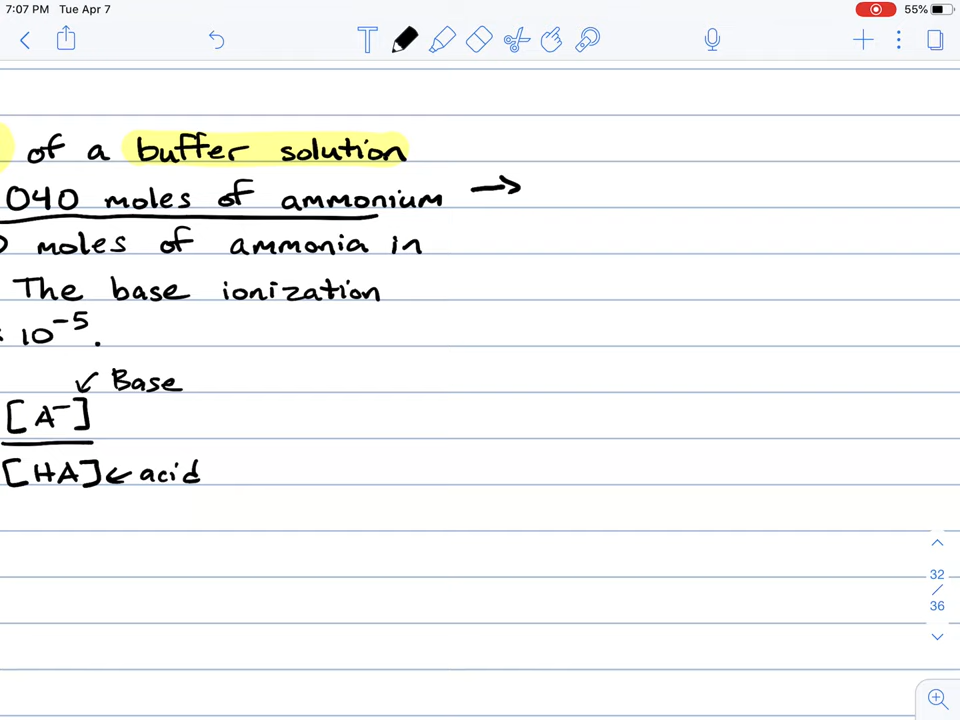 7:07 PM Tue Apr 7
55%
T
of a buffer solution
040 moles of ammonium →
moles of ammonia in
The base ionization
10⁻⁵.
↙ Base
[A⁻]
[HA] ← acid
32
/
36